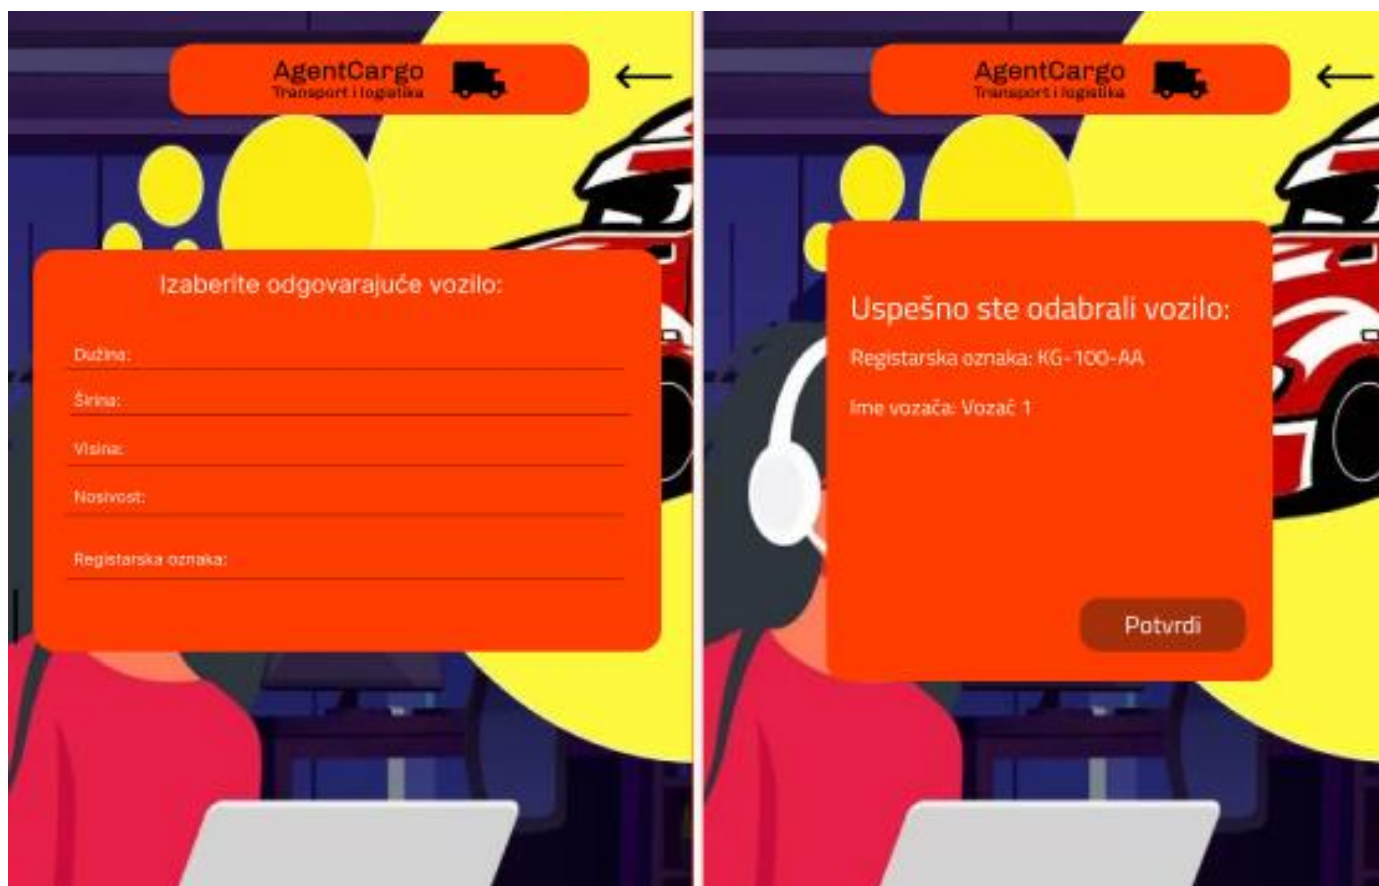 AgentCargo
Transport i logistika
Izaberite odgovarajuće vozilo:
Dužina:
Širina:
Visina:
Nosivost:
Registarska oznaka:
AgentCargo
Transport i logistika
Uspešno ste odabrali vozilo:
Registarska oznaka: KG-100-AA
Ime vozača: Vozač 1
Potvrdi